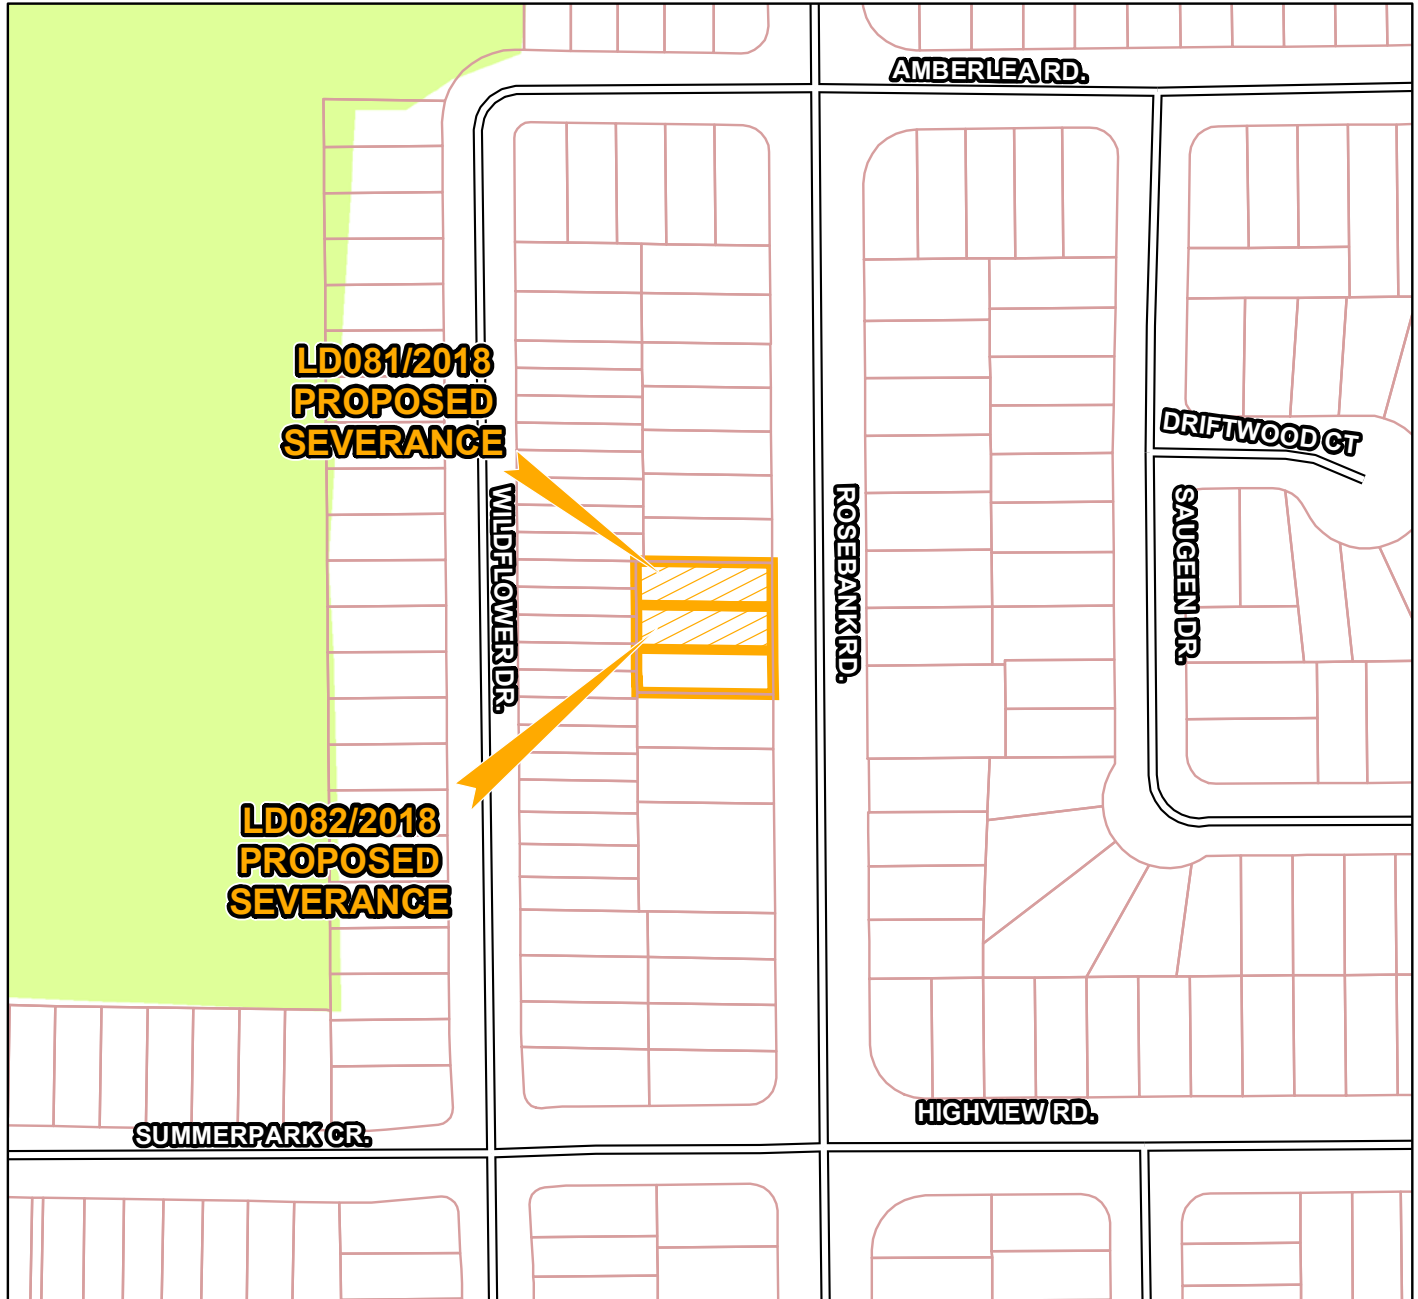 AMBERLEA RD.
LD081/2018
PROPOSED
SEVERANCE
DRIFTWOOD CT
WILDFLOWER DR.
ROSEBANK RD.
SAUGEEN DR.
LD082/2018
PROPOSED
SEVERANCE
HIGHVIEW RD.
SUMMERPARK CR.